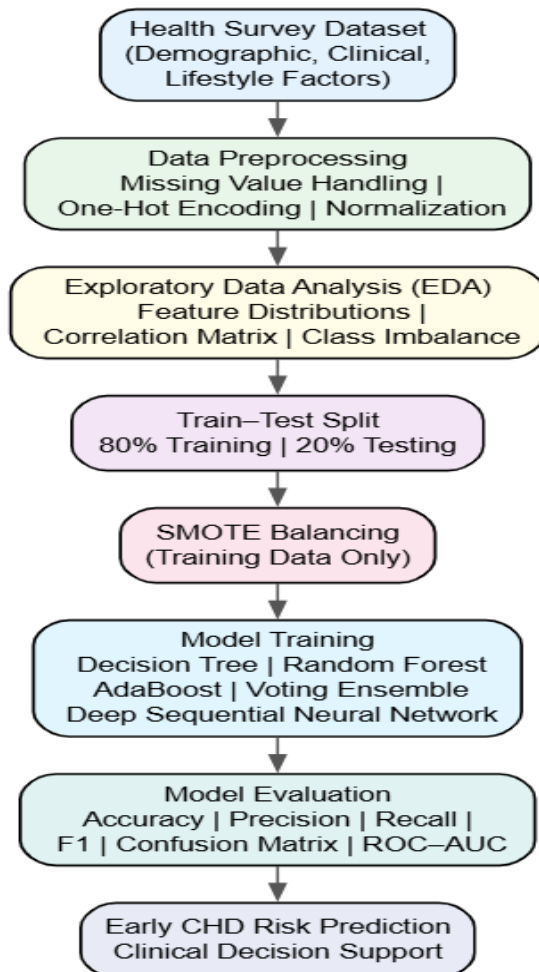 Health Survey Dataset
(Demographic, Clinical,
Lifestyle Factors)
Data Preprocessing
Missing Value Handling |
One-Hot Encoding | Normalization
Exploratory Data Analysis (EDA)
Feature Distributions |
Correlation Matrix | Class Imbalance
Train–Test Split
80% Training | 20% Testing
SMOTE Balancing
(Training Data Only)
Model Training
Decision Tree | Random Forest
AdaBoost | Voting Ensemble
Deep Sequential Neural Network
Model Evaluation
Accuracy | Precision | Recall |
F1 | Confusion Matrix | ROC–AUC
Early CHD Risk Prediction
Clinical Decision Support